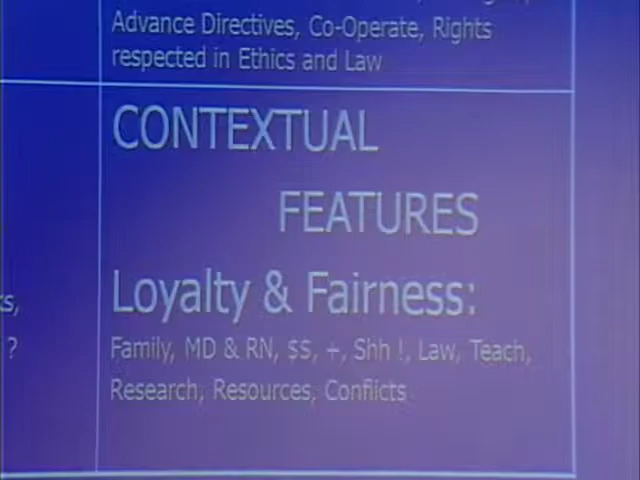 Advance Directives, Co-Operate, Rights
respected in Ethics and Law
CONTEXTUAL
FEATURES
Loyalty & Fairness:
ks,
Family, MD & RN, $$, +, Shh !, Law, Teach,
?
Research, Resources, Conflicts